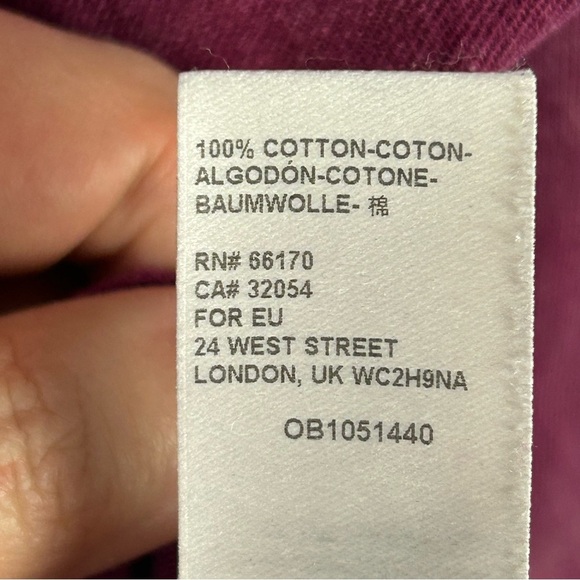 100% COTTON-COTON-
ALGODÓN-COTONE-
BAUMWOLLE- 棉
RN# 66170
CA# 32054
FOR EU
24 WEST STREET
LONDON, UK WC2H9NA
OB1051440